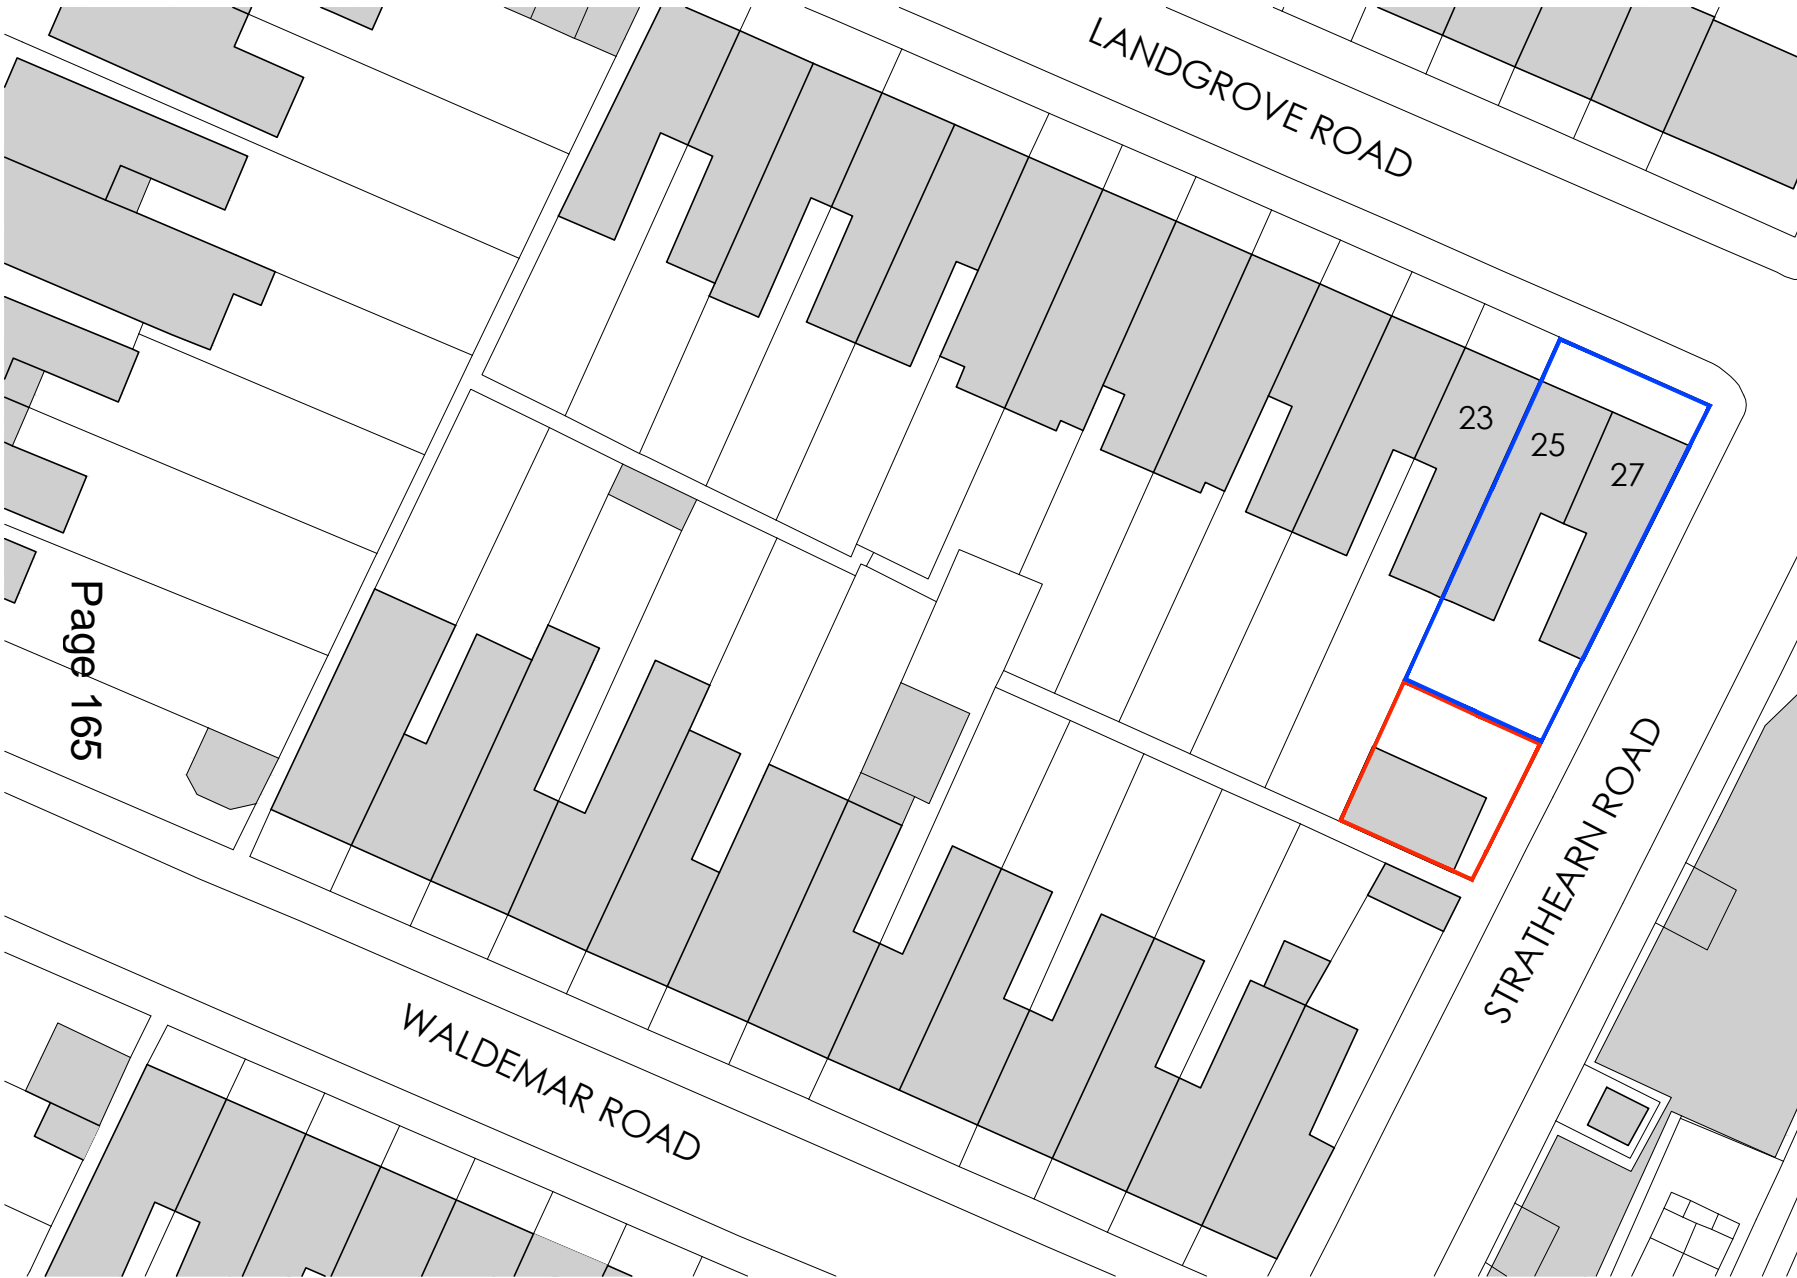 LANDGROVE ROAD
23
25
27
Page 165
STRATHEARN ROAD
WALDEMAR ROAD